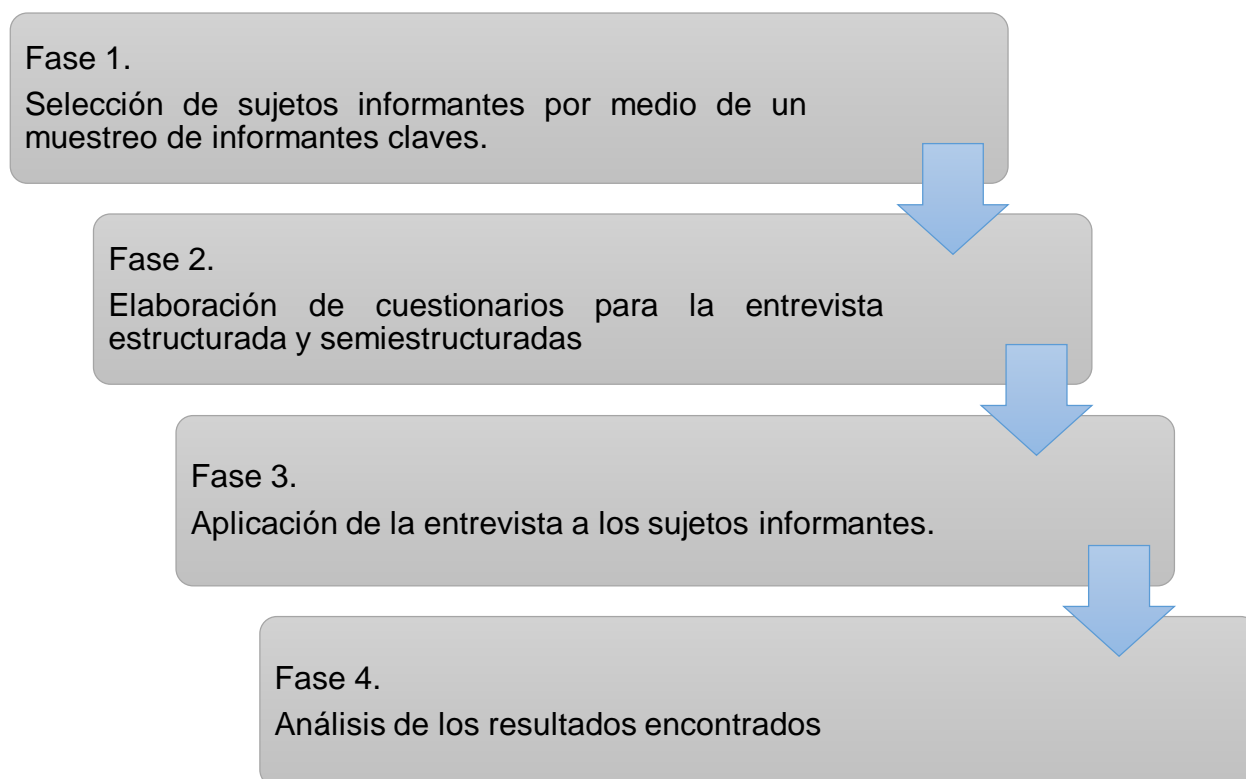 Fase 1.
Selección de sujetos informantes por medio de un
muestreo de informantes claves.
Fase 2.
Elaboración de cuestionarios para la entrevista
estructurada y semiestructuradas
Fase 3.
Aplicación de la entrevista a los sujetos informantes.
Fase 4.
Análisis de los resultados encontrados